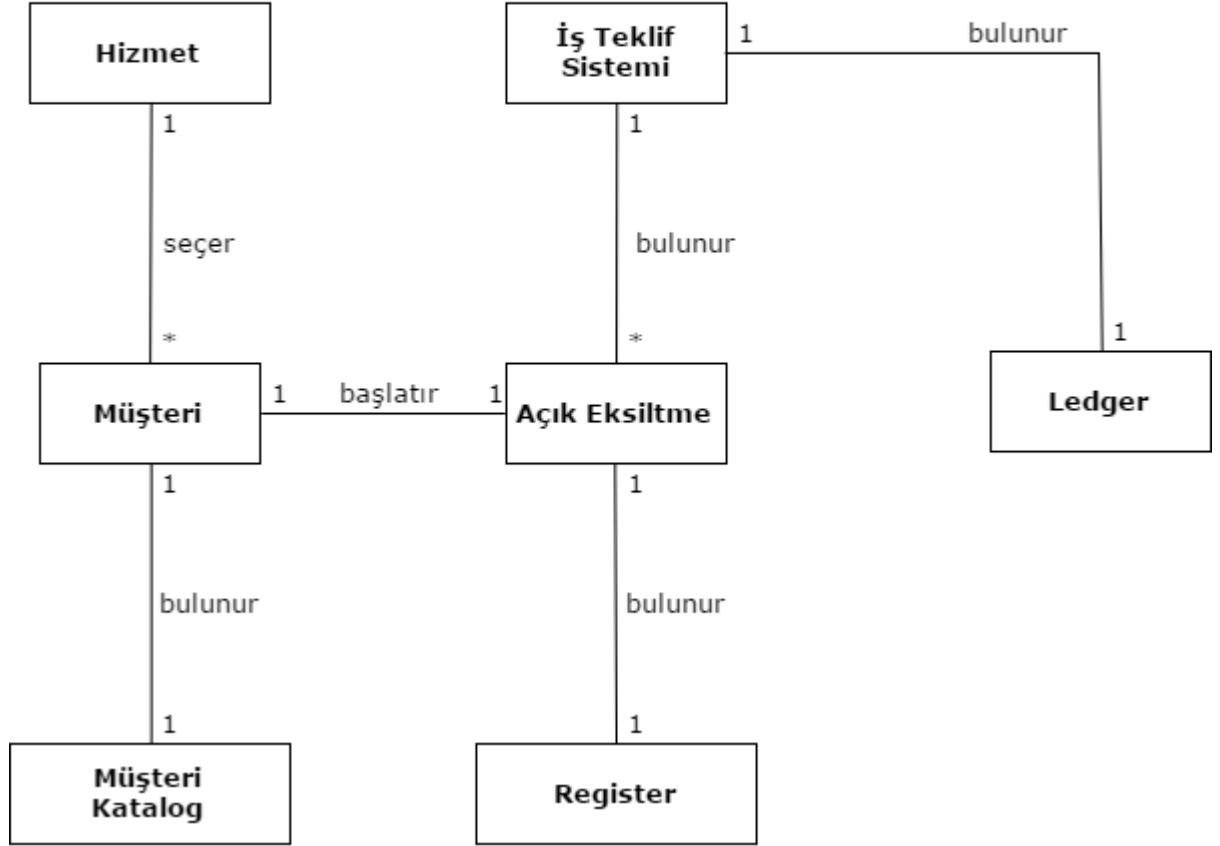 Hizmet
İş Teklif
Sistemi
1
bulunur
1
1
seçer
bulunur
*
*
1
Müşteri
1
başlatır
1
Açık Eksiltme
Ledger
1
1
bulunur
bulunur
1
1
Müşteri
Katalog
Register